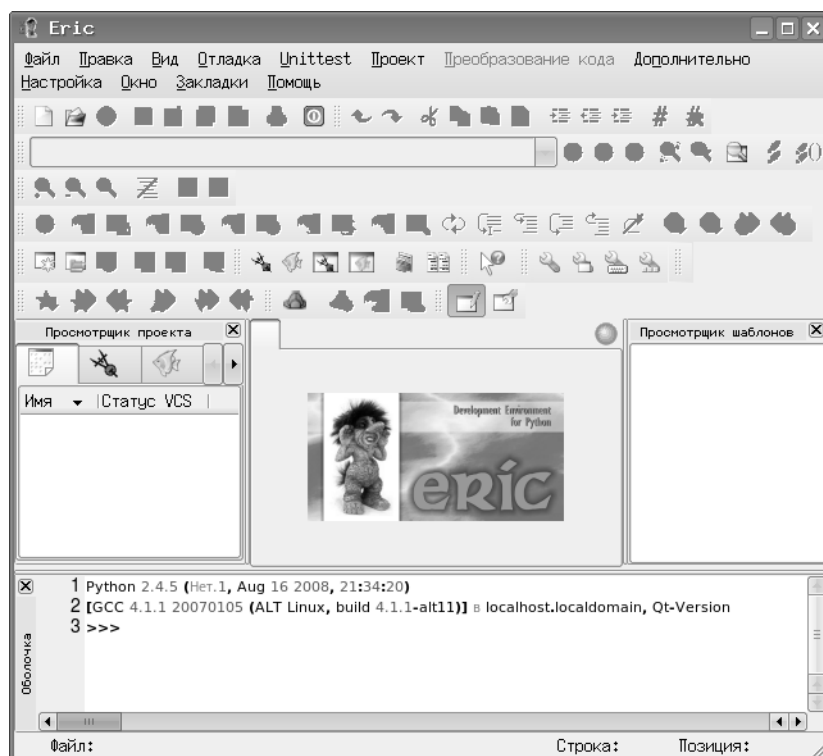 Eric
Файл Правка Вид Отладка Unittest Проект Преобразование кода Дополнительно
Настройка Окно Закладки Помощь
Просмотрщик проекта
Просмотрщик шаблонов
Имя Статус VCS
Development Environment
for Python
eric
1 Python 2.4.5 (Нет.1, Aug 16 2008, 21:34:20)
2 [GCC 4.1.1 20070105 (ALT Linux, build 4.1.1-alt11)] в localhost.localdomain, Qt-Version
3 >>>
Оболочка
Файл: Строка: Позиция: